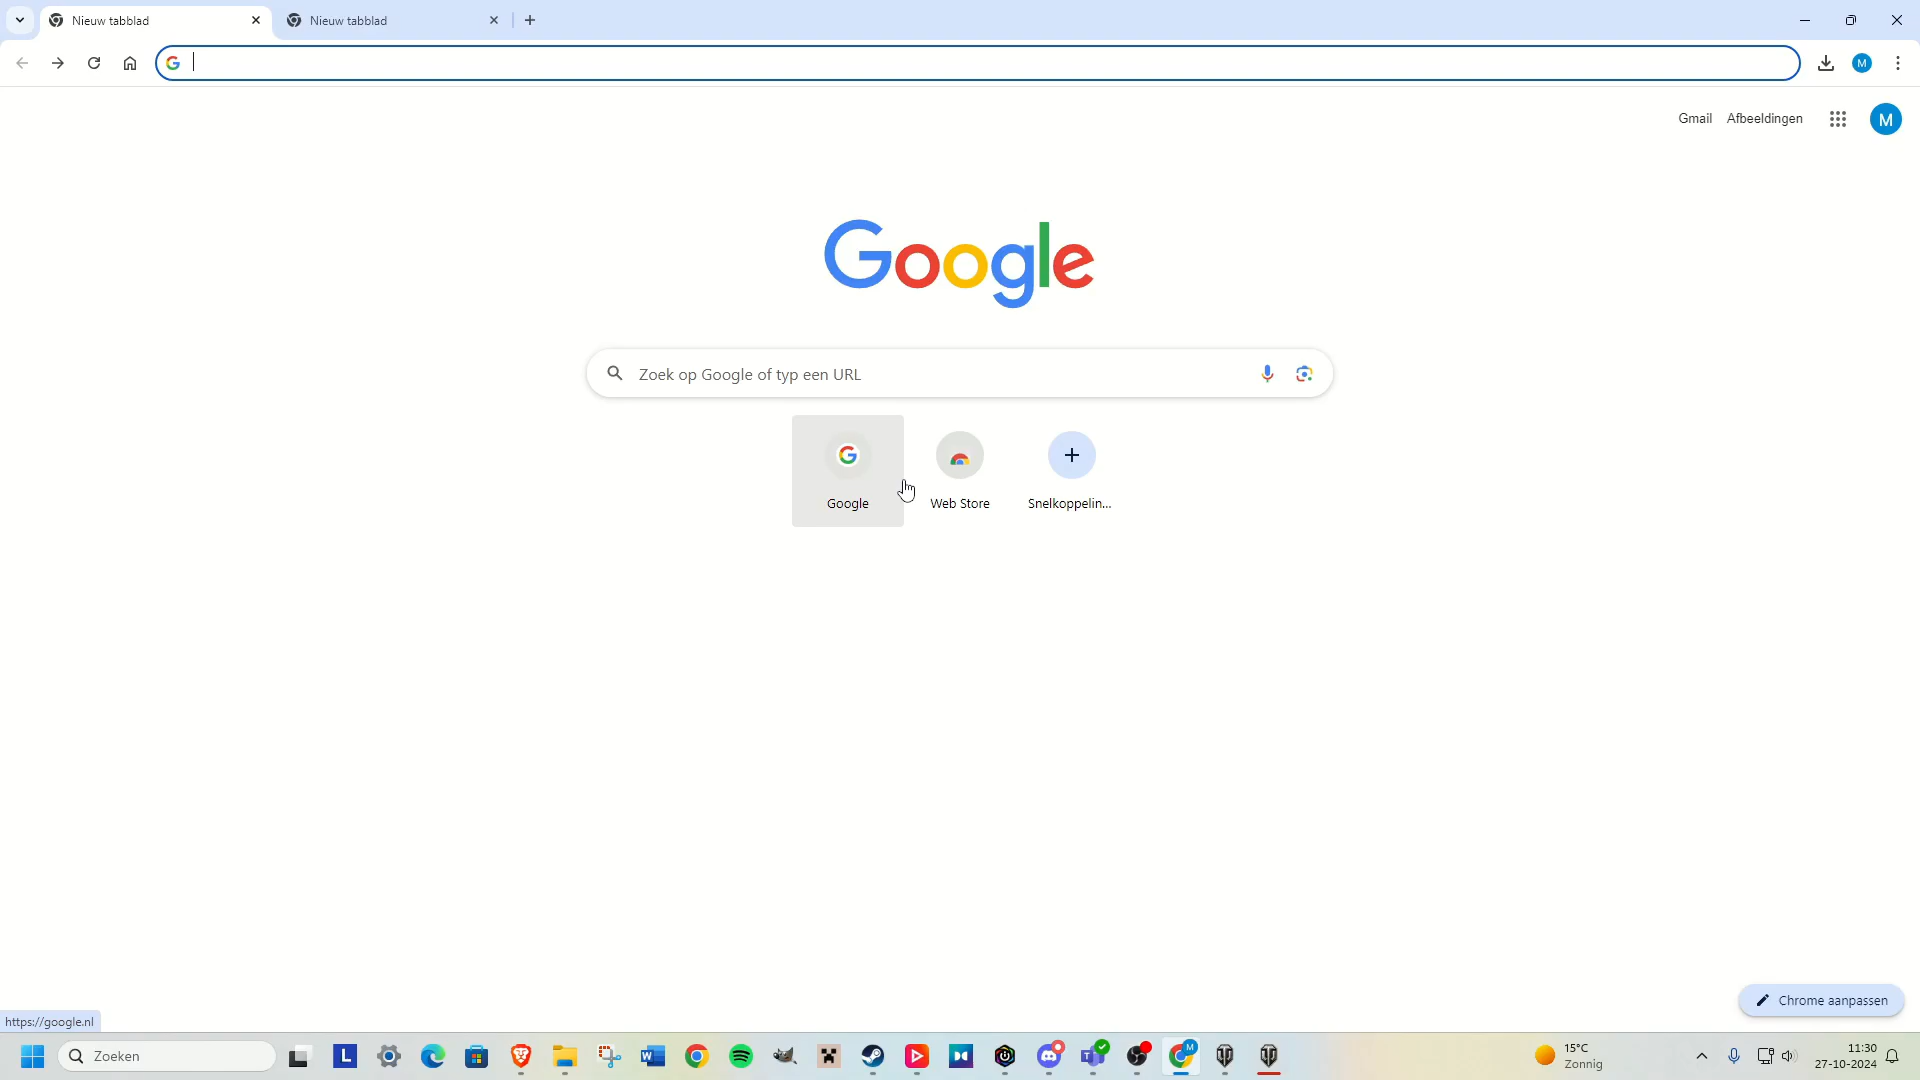 Nieuw tabblad
Nieuw tabblad
M
Gmail
Afbeeldingen
M
Google
Zoek op Google of typ een URL
Google
Web Store
Snelkoppelin...
Chrome aanpassen
https://google.nl
Zoeken
L
M
15°C
Zonnig
11:30
27-10-2024